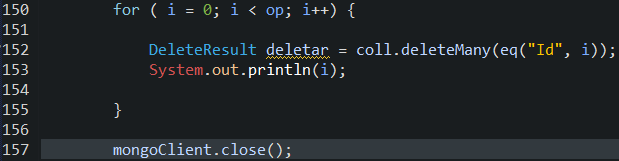 150 for ( i = 0; i < op; i++) {
151
152 DeleteResult deletar = coll.deleteMany(eq("Id", i));
153 System.out.println(i);
154
155 }
156
157 mongoClient.close();